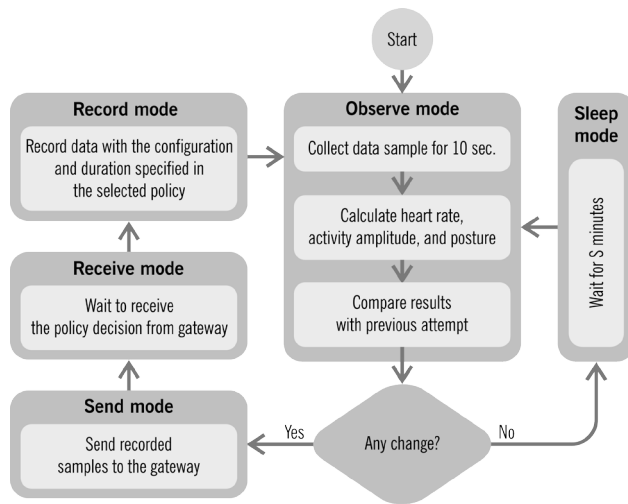 Start
Record mode
Record data with the configuration
and duration specified in
the selected policy
Observe mode
Collect data sample for 10 sec.
Calculate heart rate,
activity amplitude, and posture
Compare results
with previous attempt
Sleep
mode
Wait for S minutes
Receive mode
Wait to receive
the policy decision from gateway
Send mode
Send recorded
samples to the gateway
Yes
Any change?
No